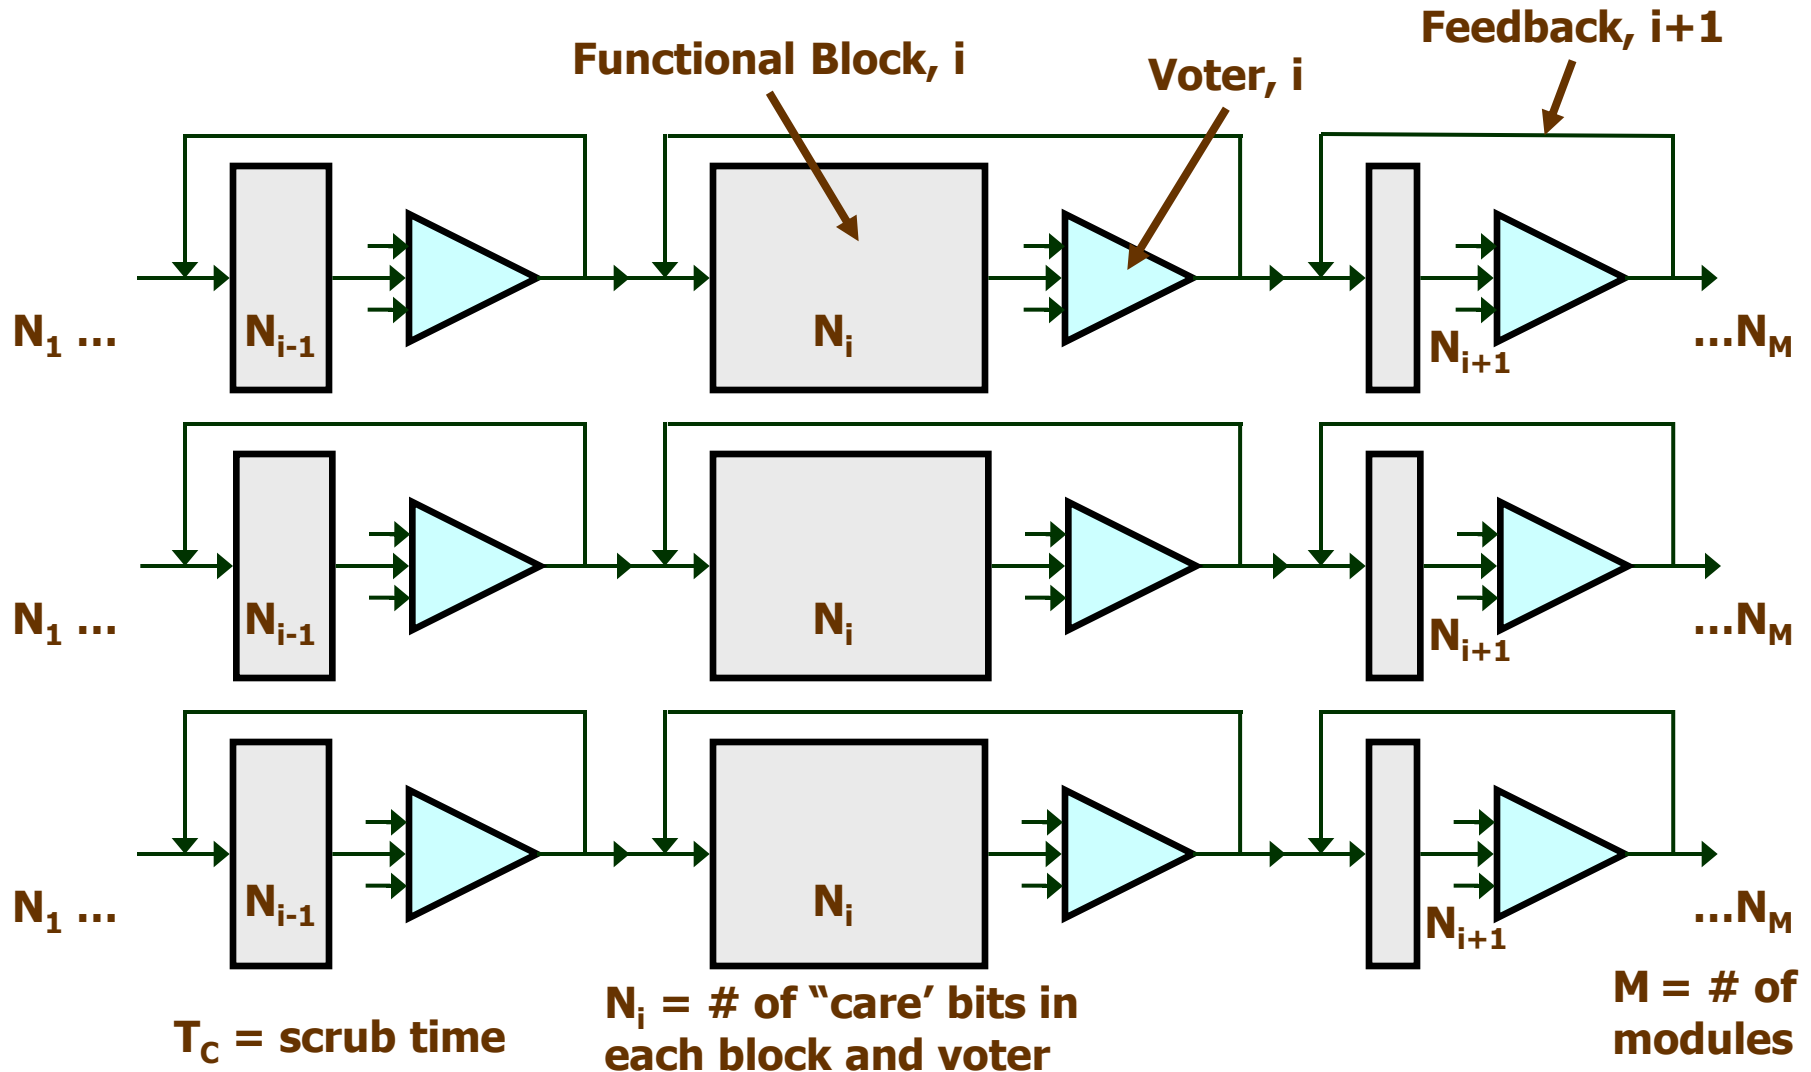 Feedback, i+1
Functional Block, i
Voter, i
N1 ... Ni-1 Ni Ni+1 ...NM
N1 ... Ni-1 Ni Ni+1 ...NM
N1 ... Ni-1 Ni Ni+1 ...NM
TC = scrub time
Ni = # of “care’ bits in
each block and voter
M = # of
modules